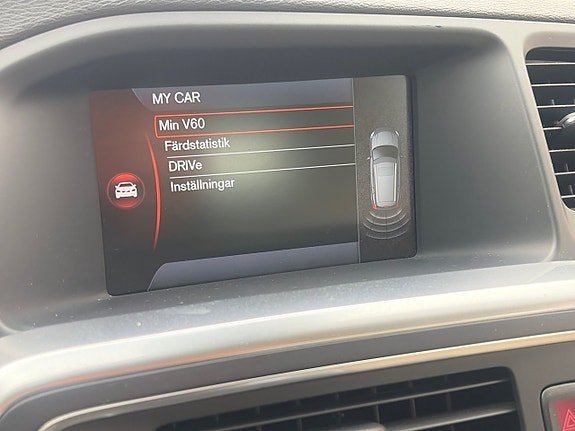 MY CAR
Min V60
Färdstatistik
DRIVe
Inställningar